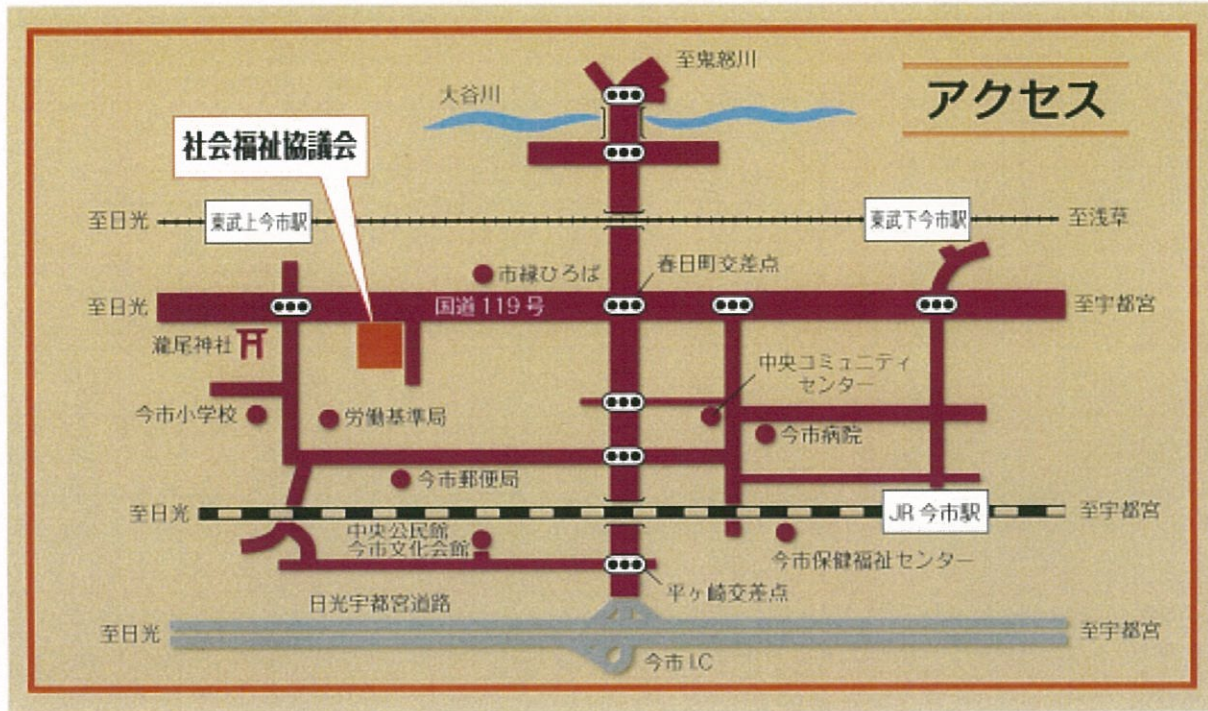 アクセス
至鬼怒川
大谷川
社会福祉協議会
至日光
東武上今市駅
東武下今市駅
至浅草
市縁ひろば
春日町交差点
至日光
国道119号
至宇都宮
瀧尾神社
中央コミュニティ
センター
今市小学校
労働基準局
今市病院
今市郵便局
至日光
JR今市駅
至宇都宮
中央公民館
今市文化会館
今市保健福祉センター
平ヶ崎交差点
日光宇都宮道路
至日光
至宇都宮
今市I.C